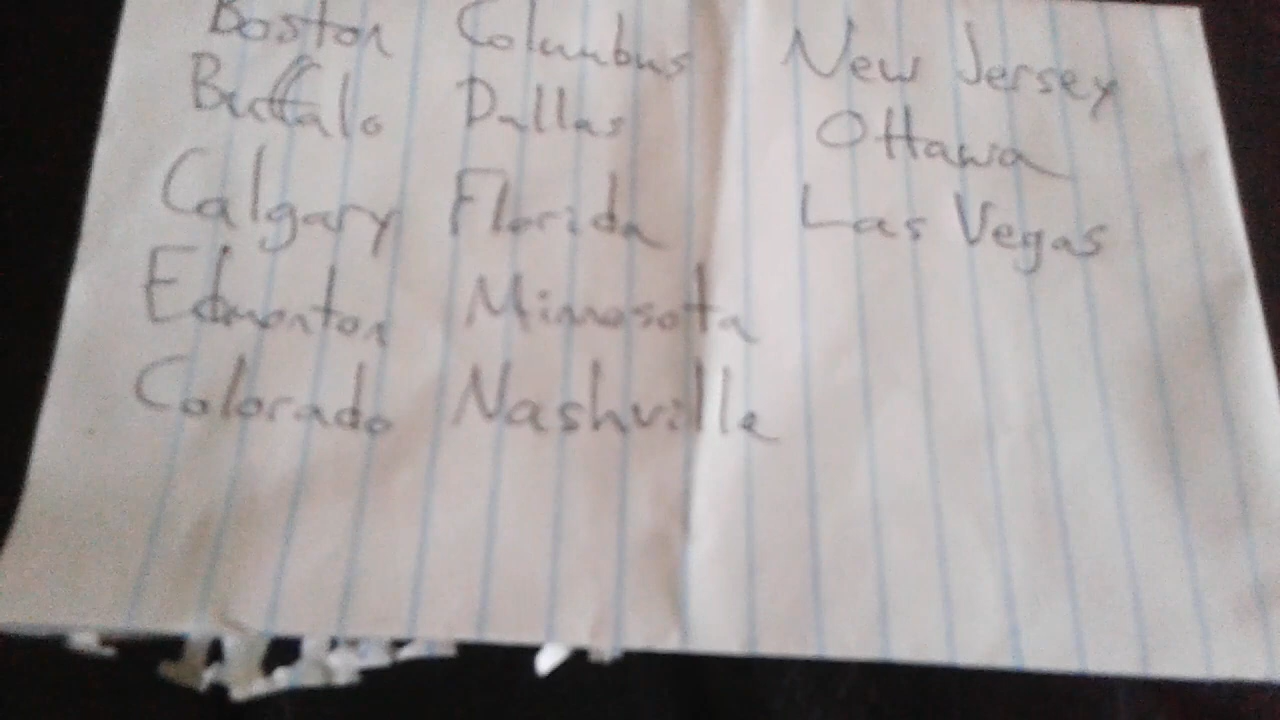 Boston Columbus New Jersey
Buffalo Dallas Ottawa
Calgary Florida Las Vegas
Edmonton Minnesota
Colorado Nashville